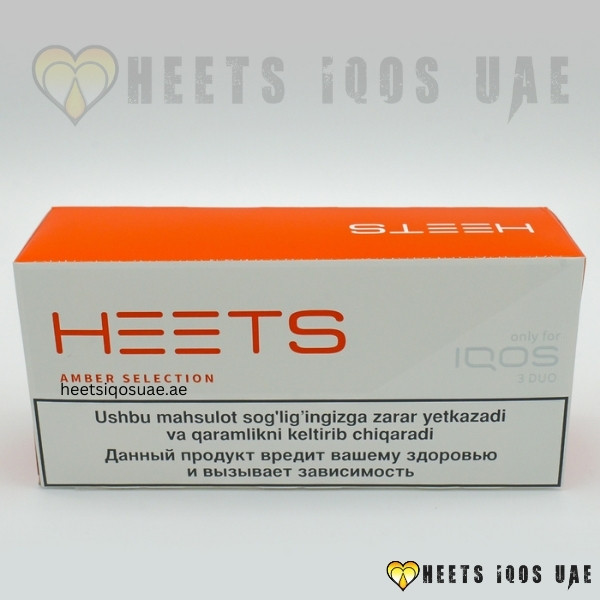 HEETS iQOS UAE
HEETS
HEETS
only for
IQOS
3 DUO
AMBER SELECTION
heetsiqosuae.ae
Ushbu mahsulot sog'lig'ingizga zarar yetkazadi
va qaramlikni keltirib chiqaradi
Данный продукт вредит вашему здоровью
и вызывает зависимость
HEETS iQOS UAE